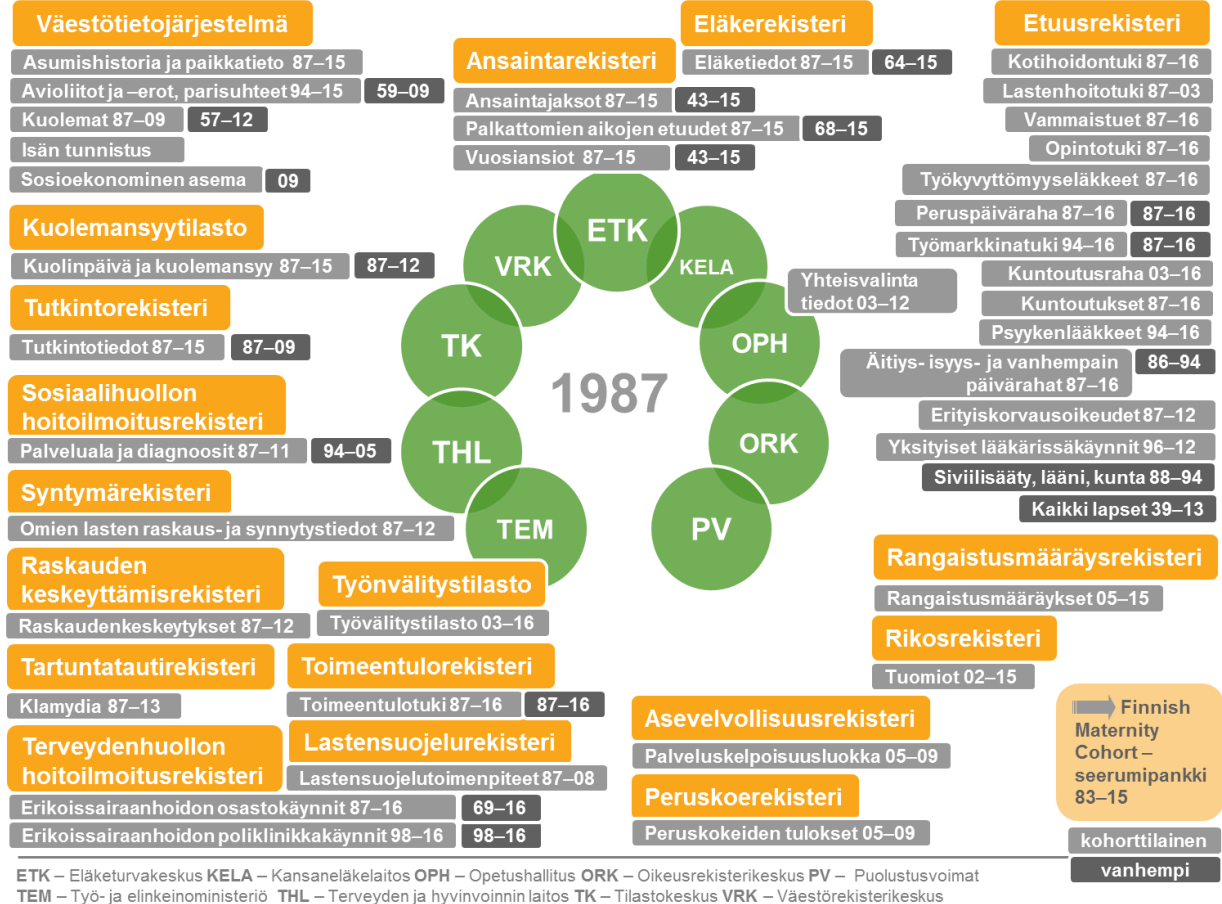 Väestötietojärjestelmä
Asumishistoria ja paikkatieto 87–15
Avioliitot ja –erot, parisuhteet 94–15 59–09
Kuolemat 87–09 57–12
Isän tunnistus
Sosioekonominen asema 09
Kuolemansyytilasto
Kuolinpäivä ja kuolemansyy 87–15 87–12
Tutkintorekisteri
Tutkintotiedot 87–15 87–09
Sosiaalihuollon
hoitoilmoitusrekisteri
Palveluala ja diagnoosit 87–11 94–05
Syntymärekisteri
Omien lasten raskaus- ja synnytystiedot 87–12
Raskauden
keskeyttämisrekisteri
Raskaudenkeskeytykset 87–12
Työnvälitystilasto
Työvälitystilasto 03–16
Tartuntatautirekisteri
Klamydia 87–13
Toimeentulorekisteri
Toimeentulotuki 87–16 87–16
Terveydenhuollon
hoitoilmoitusrekisteri
Lastensuojelurekisteri
Lastensuojelutoimenpiteet 87–08
Erikoissairaanhoidon osastokäynnit 87–16 69–16
Erikoissairaanhoidon poliklinikkakäynnit 98–16 98–16
Ansaintarekisteri
Ansaintajaksot 87–15 43–15
Palkattomien aikojen etuudet 87–15 68–15
Vuosiansiot 87–15 43–15
Eläkerekisteri
Eläketiedot 87–15 64–15
ETK
VRK
KELA
TK
OPH
1987
THL
ORK
TEM
PV
Yhteisvalinta
tiedot 03–12
Etuusrekisteri
Kotihoidontuki 87–16
Lastenhoitotuki 87–03
Vammaistuet 87–16
Opintotuki 87–16
Työkyvyttömyyseläkkeet 87–16
Peruspäiväraha 87–16 87–16
Työmarkkinatuki 94–16 87–16
Kuntoutusraha 03–16
Kuntoutukset 87–16
Psyykenlääkkeet 94–16
Äitiys- isyys- ja vanhempain
päivärahat 87–16 86–94
Erityiskorvausoikeudet 87–12
Yksityiset lääkärissäkäynnit 96–12
Siviilisääty, lääni, kunta 88–94
Kaikki lapset 39–13
Rangaistusmääräysrekisteri
Rangaistusmääräykset 05–15
Rikosrekisteri
Tuomiot 02–15
Asevelvollisuusrekisteri
Palveluskelpoisuusluokka 05–09
Peruskoerekisteri
Peruskokeiden tulokset 05–09
Finnish
Maternity
Cohort –
seerumipankki
83–15
kohorttilainen
vanhempi
ETK – Eläketurvakeskus KELA – Kansaneläkelaitos OPH – Opetushallitus ORK – Oikeusrekisterikeskus PV – Puolustusvoimat
TEM – Työ- ja elinkeinoministeriö THL – Terveyden ja hyvinvoinnin laitos TK – Tilastokeskus VRK – Väestörekisterikeskus